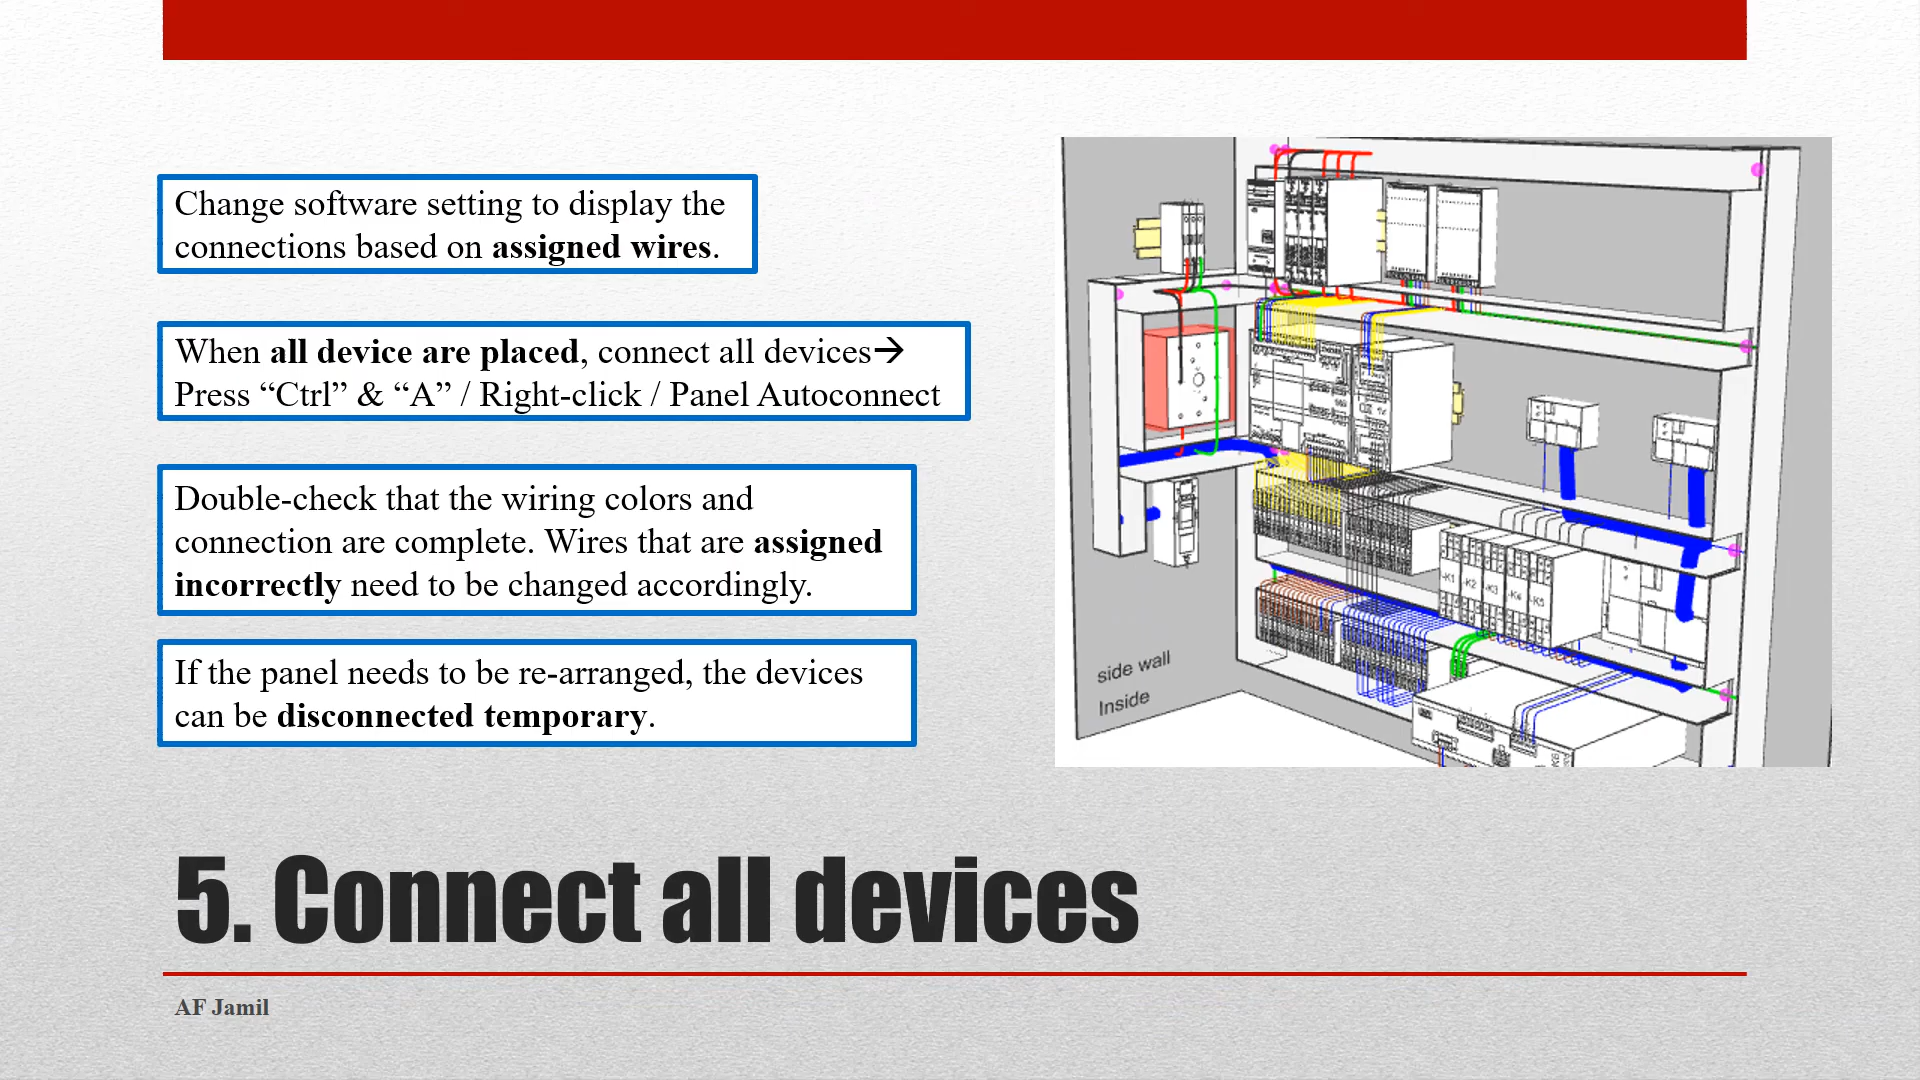 Change software setting to display the
connections based on assigned wires.
When all device are placed, connect all devices→
Press “Ctrl” & “A” / Right-click / Panel Autoconnect
Double-check that the wiring colors and
connection are complete. Wires that are assigned
incorrectly need to be changed accordingly.
If the panel needs to be re-arranged, the devices
can be disconnected temporary.
-K1
-K2
-K3
-K4
-K5
side wall
Inside
5. Connect all devices
AF Jamil